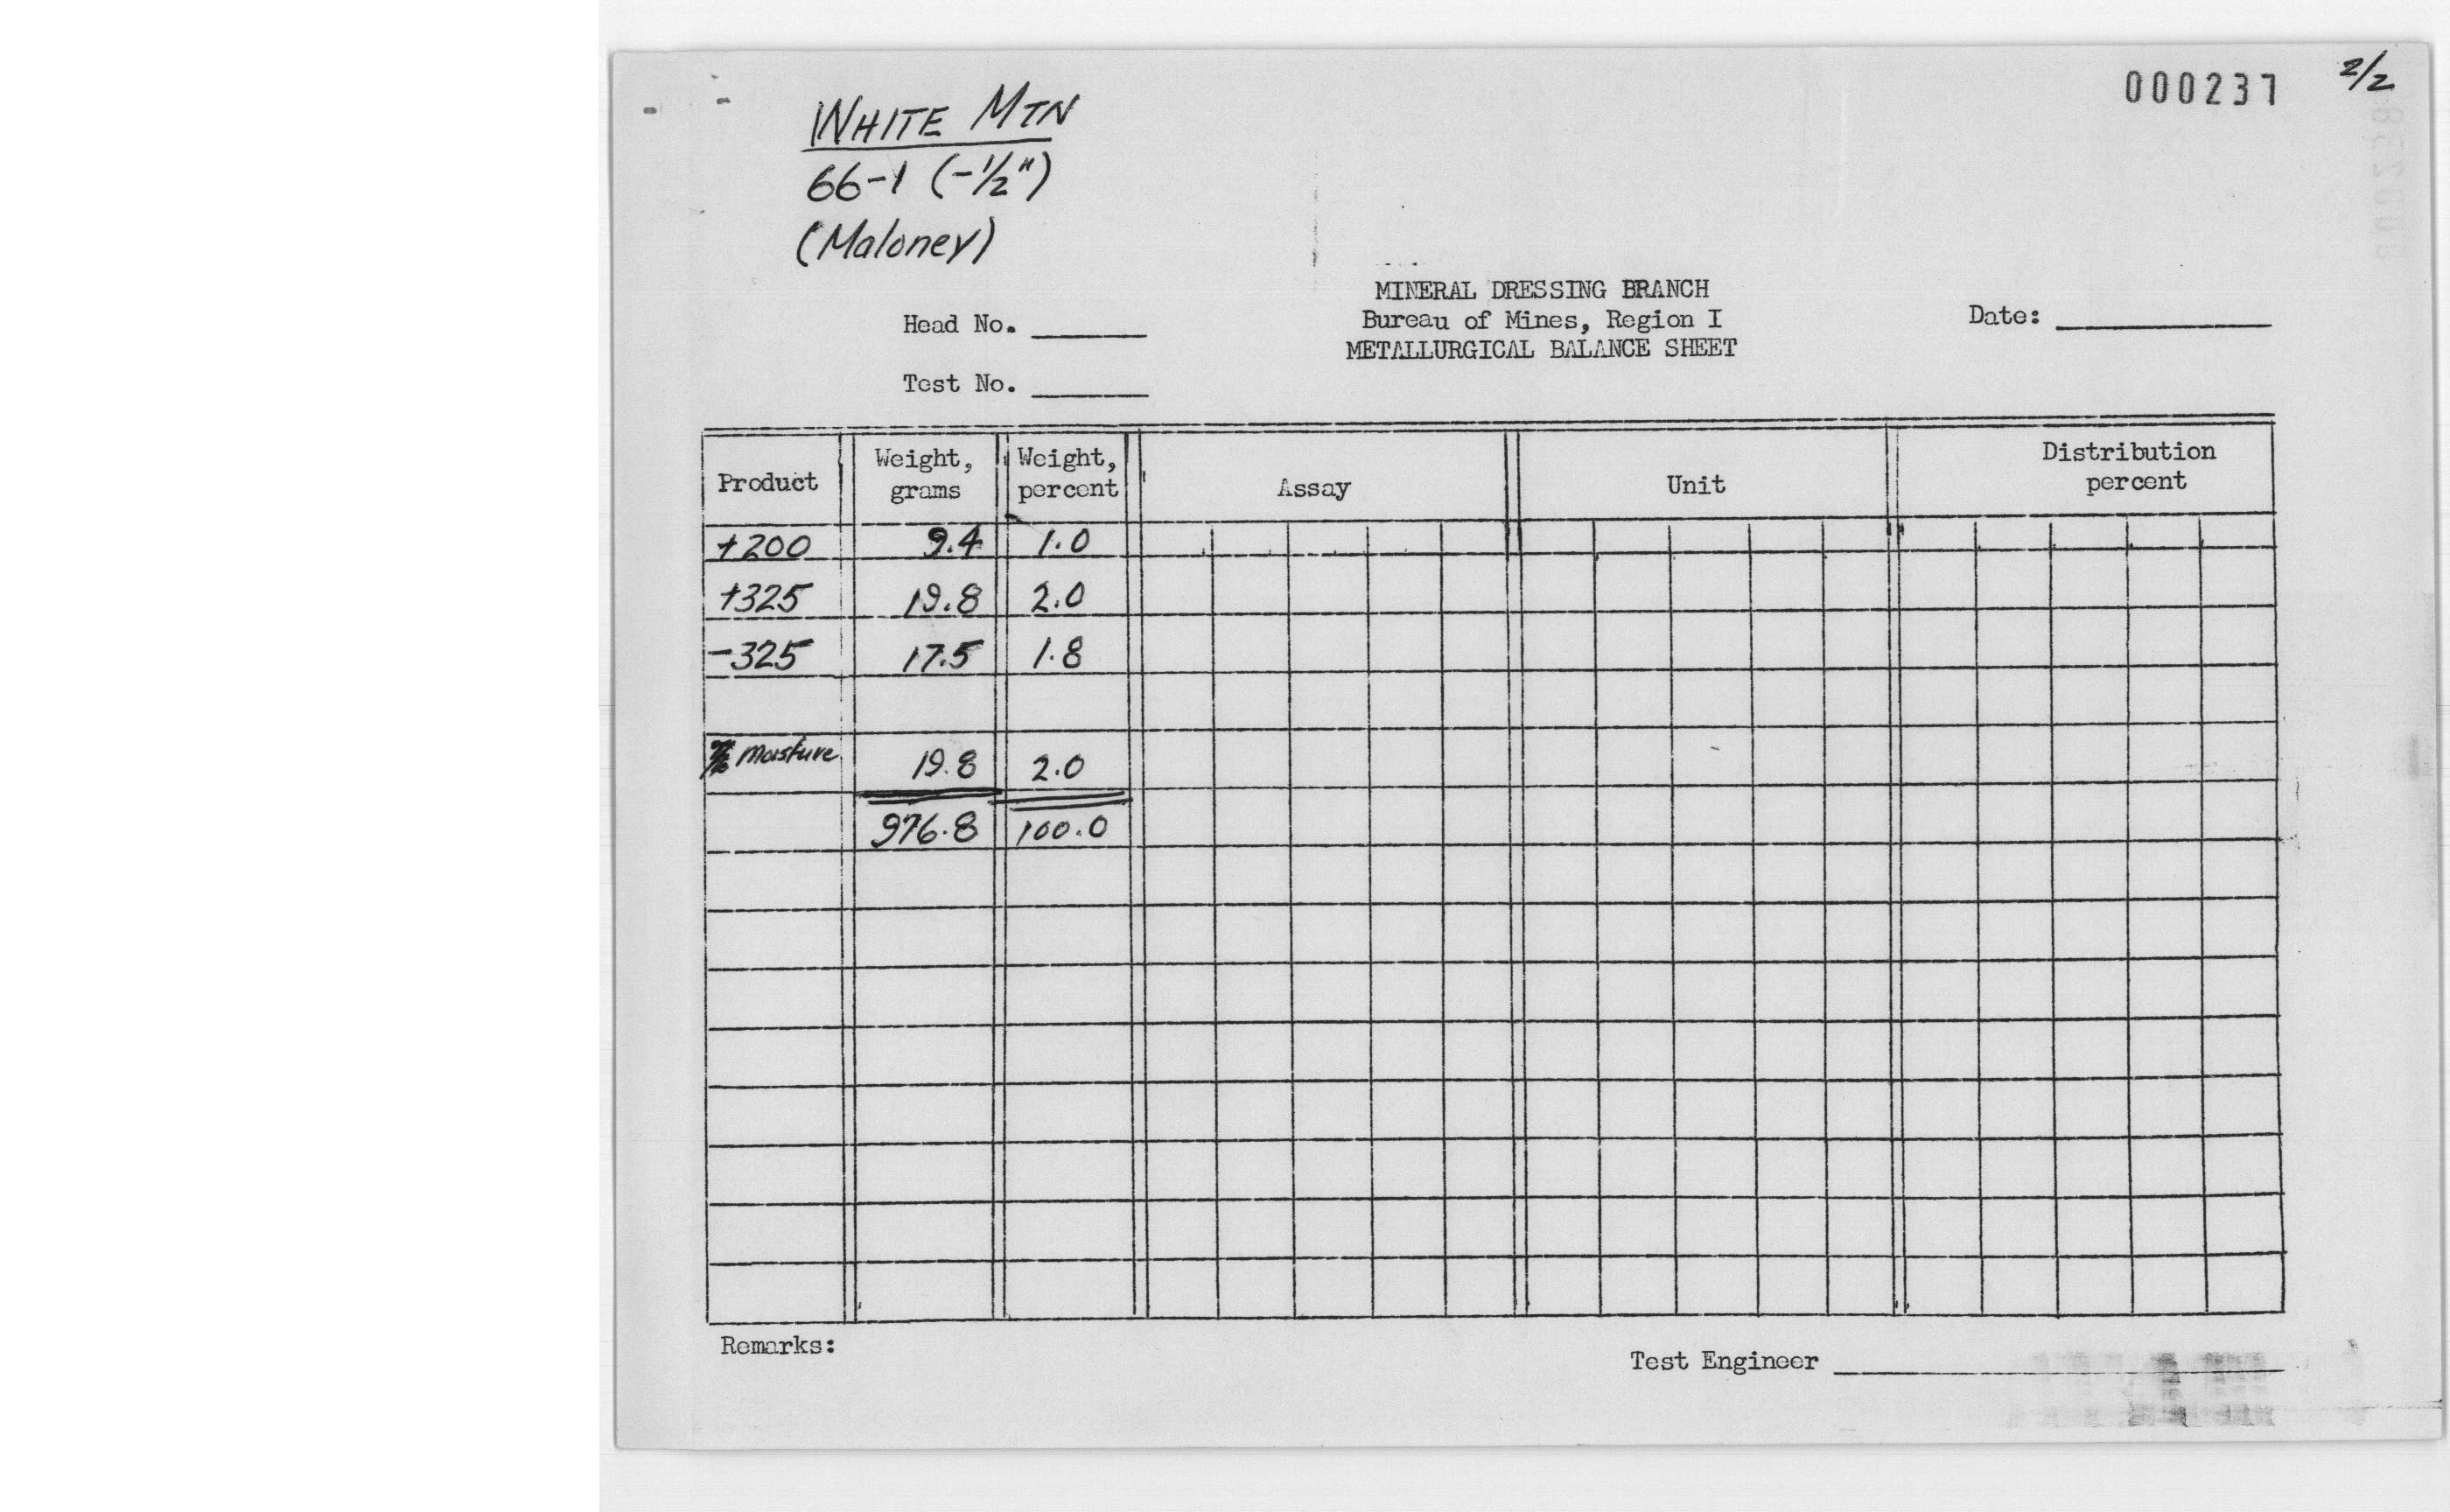 000237 2/2
WHITE MTN
66-1 (-1/2")
(Maloney)
MINERAL DRESSING BRANCH
Head No. Bureau of Mines, Region I Date:
METALLURGICAL BALANCE SHEET
Test No.
Product Weight, grams Weight, percent Assay Unit Distribution percent
+200 9.4 1.0
+325 19.8 2.0
-325 17.5 1.8
% Moisture 19.8 2.0
976.8 100.0
Remarks:
Test Engineer